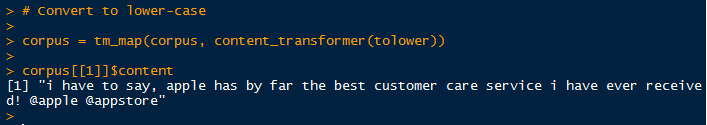 > # Convert to lower-case
>
> corpus = tm_map(corpus, content_transformer(tolower))
>
> corpus[[1]]$content
[1] "i have to say, apple has by far the best customer care service i have ever receive
d! @apple @appstore"
>